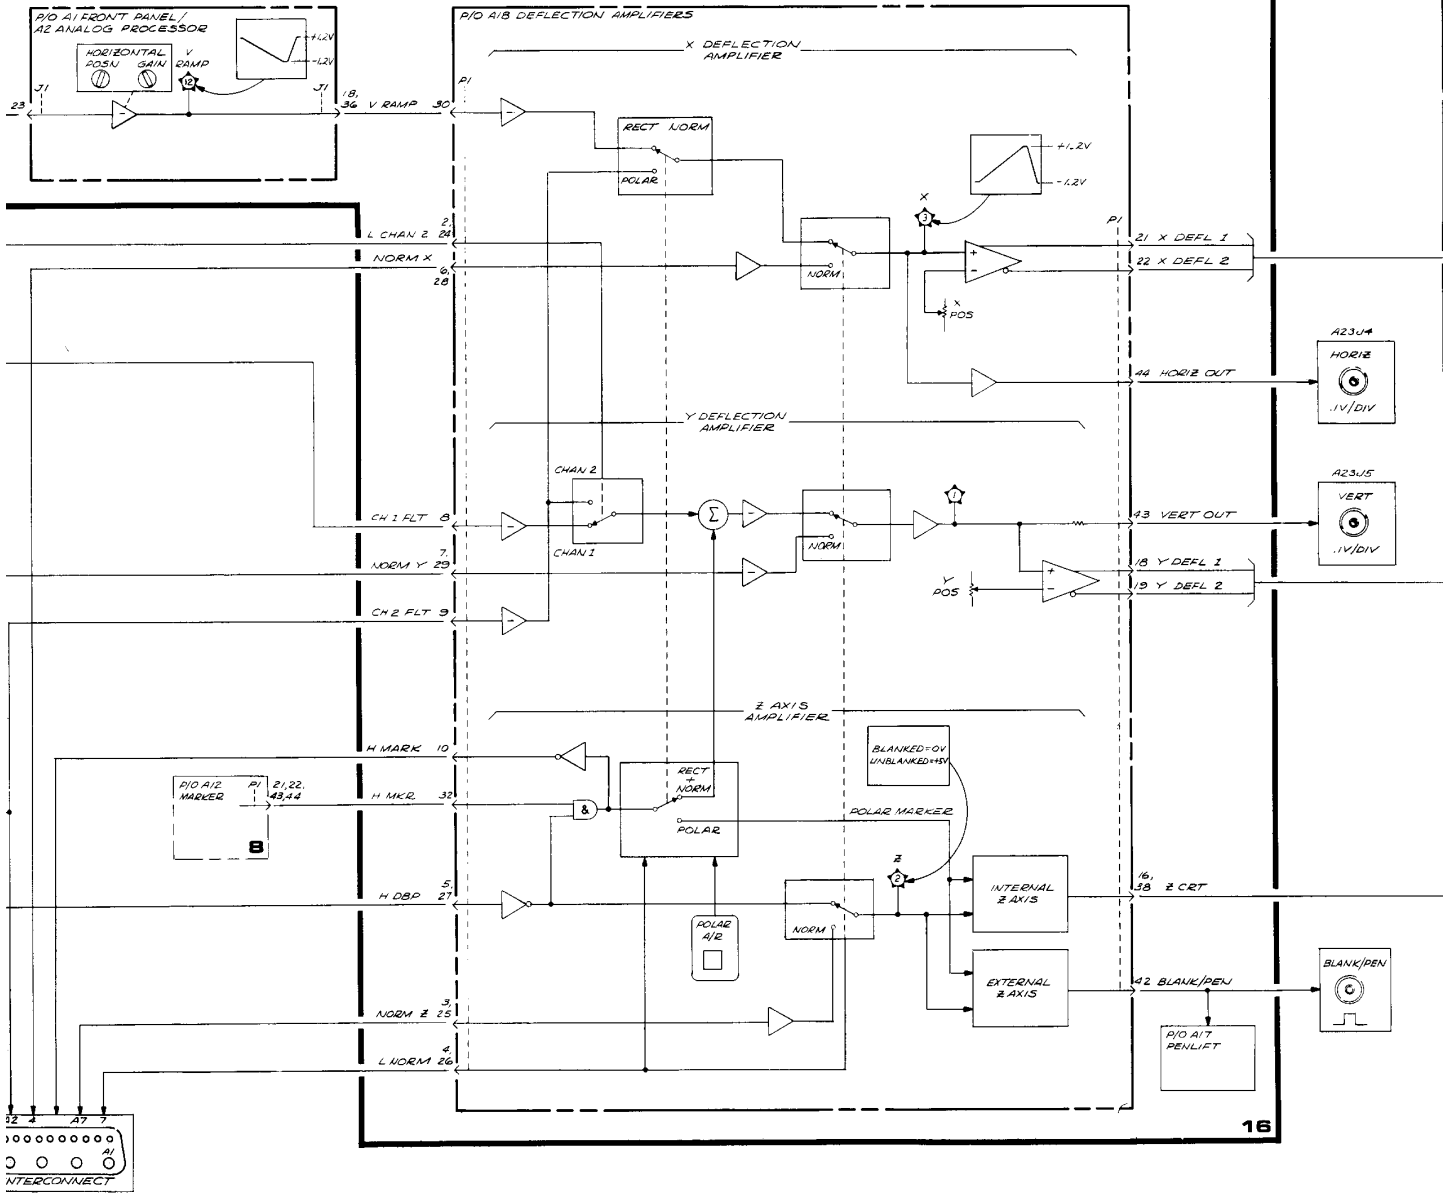 P/O A1 FRONT PANEL/
A2 ANALOG PROCESSOR
HORIZONTAL
POSN GAIN
V
RAMP
12
+1.2V
-1.2V
J1
J1
23
18,
36 V RAMP 30
P/O A18 DEFLECTION AMPLIFIERS
X DEFLECTION
AMPLIFIER
P1
RECT NORM
POLAR
+1.2V
-1.2V
X
3
P1
2,
L CHAN 2 24
NORM X
6,
28
NORM
+
-
X
POS
21 X DEFL 1
22 X DEFL 2
A23J4
HORIZ
.1V/DIV
44 HORIZ OUT
Y DEFLECTION
AMPLIFIER
CHAN 2
CHAN 1
CH 1 FLT 8
7,
NORM Y 29
CH 2 FLT 9
Σ
NORM
1
43 VERT OUT
A23J5
VERT
.1V/DIV
Y
POS
+
-
18 Y DEFL 1
19 Y DEFL 2
Z AXIS
AMPLIFIER
BLANKED=0V
UNBLANKED=+5V
H MARK 10
P/O A12
MARKER
P1
21,22,
43,44
8
H MKR 32
&
RECT
+
NORM
POLAR
POLAR MARKER
5,
H DBP 27
POLAR
A/R
NORM
Z
2
INTERNAL
Z AXIS
16,
38 Z CRT
EXTERNAL
Z AXIS
42 BLANK/PEN
BLANK/PEN
P/O A17
PENLIFT
3,
NORM Z 25
4,
L NORM 26
A2 4 A7 7
A1
NTERCONNECT
16